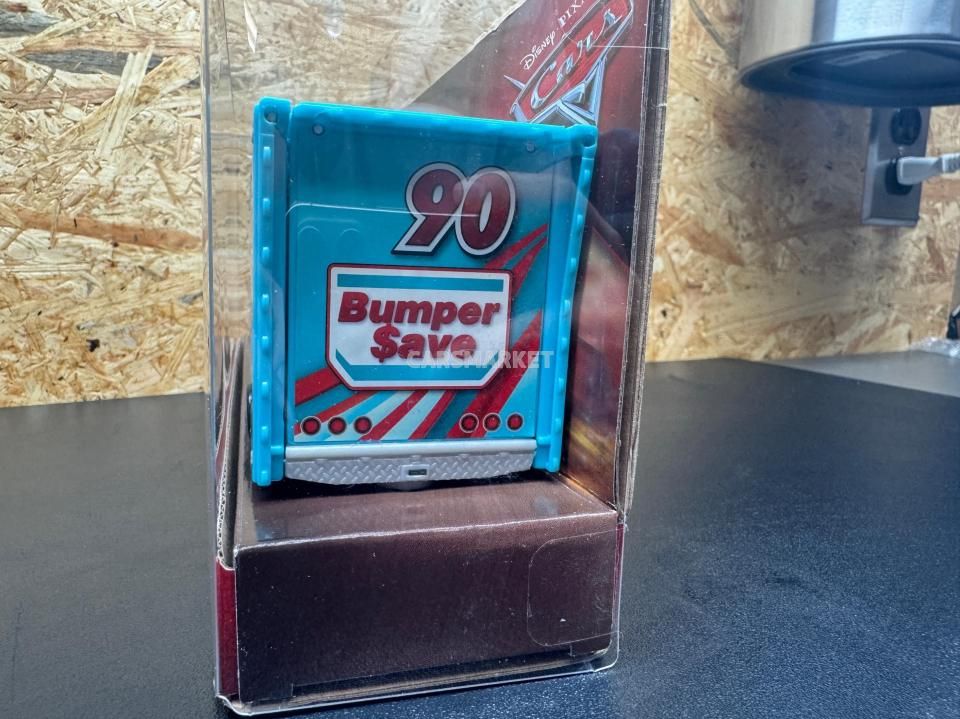 Disney PIXAR
Cars
90
Bumper
$ave
CARSMARKET